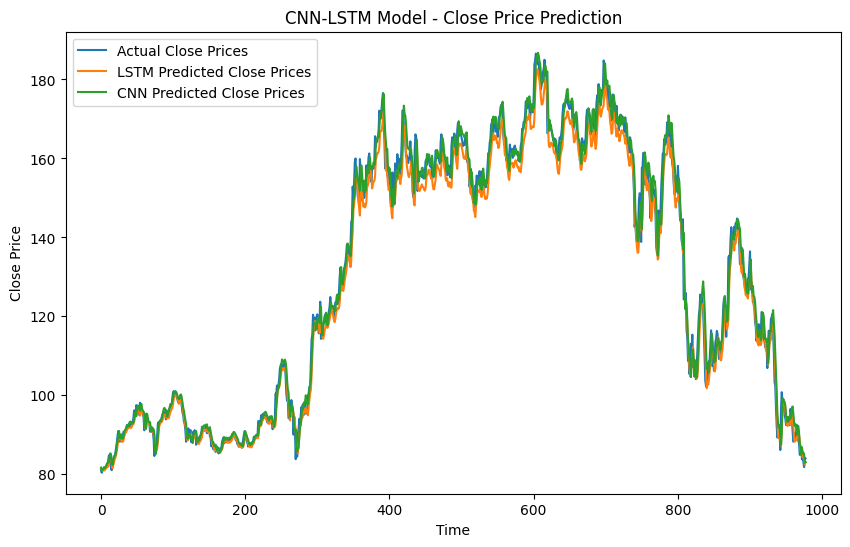 CNN-LSTM Model - Close Price Prediction
Actual Close Prices
LSTM Predicted Close Prices
CNN Predicted Close Prices
Close Price
180
160
140
120
100
80
0
200
400
600
800
1000
Time